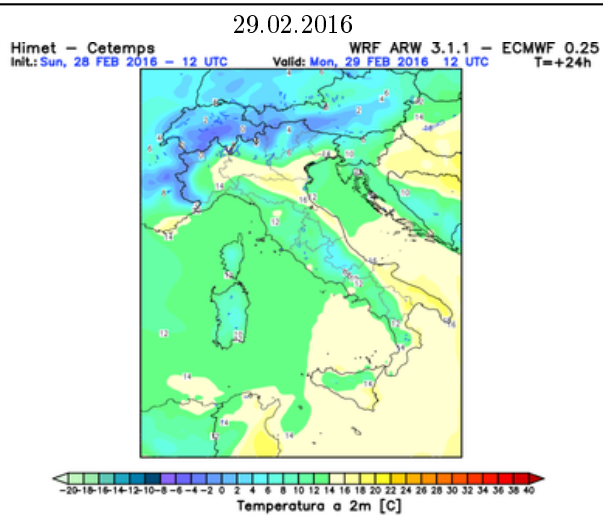 29.02.2016
Himet - Cetemps WRF ARW 3.1.1 - ECMWF 0.25
Init.: Sun, 28 FEB 2016 - 12 UTC Valid: Mon, 29 FEB 2016 12 UTC T=+24h
-20-18-16-14-12-10-8 -6 -4 -2 0 2 4 6 8 10 12 14 16 18 20 22 24 26 28 30 32 34 36 38 40
Temperatura a 2m [C]